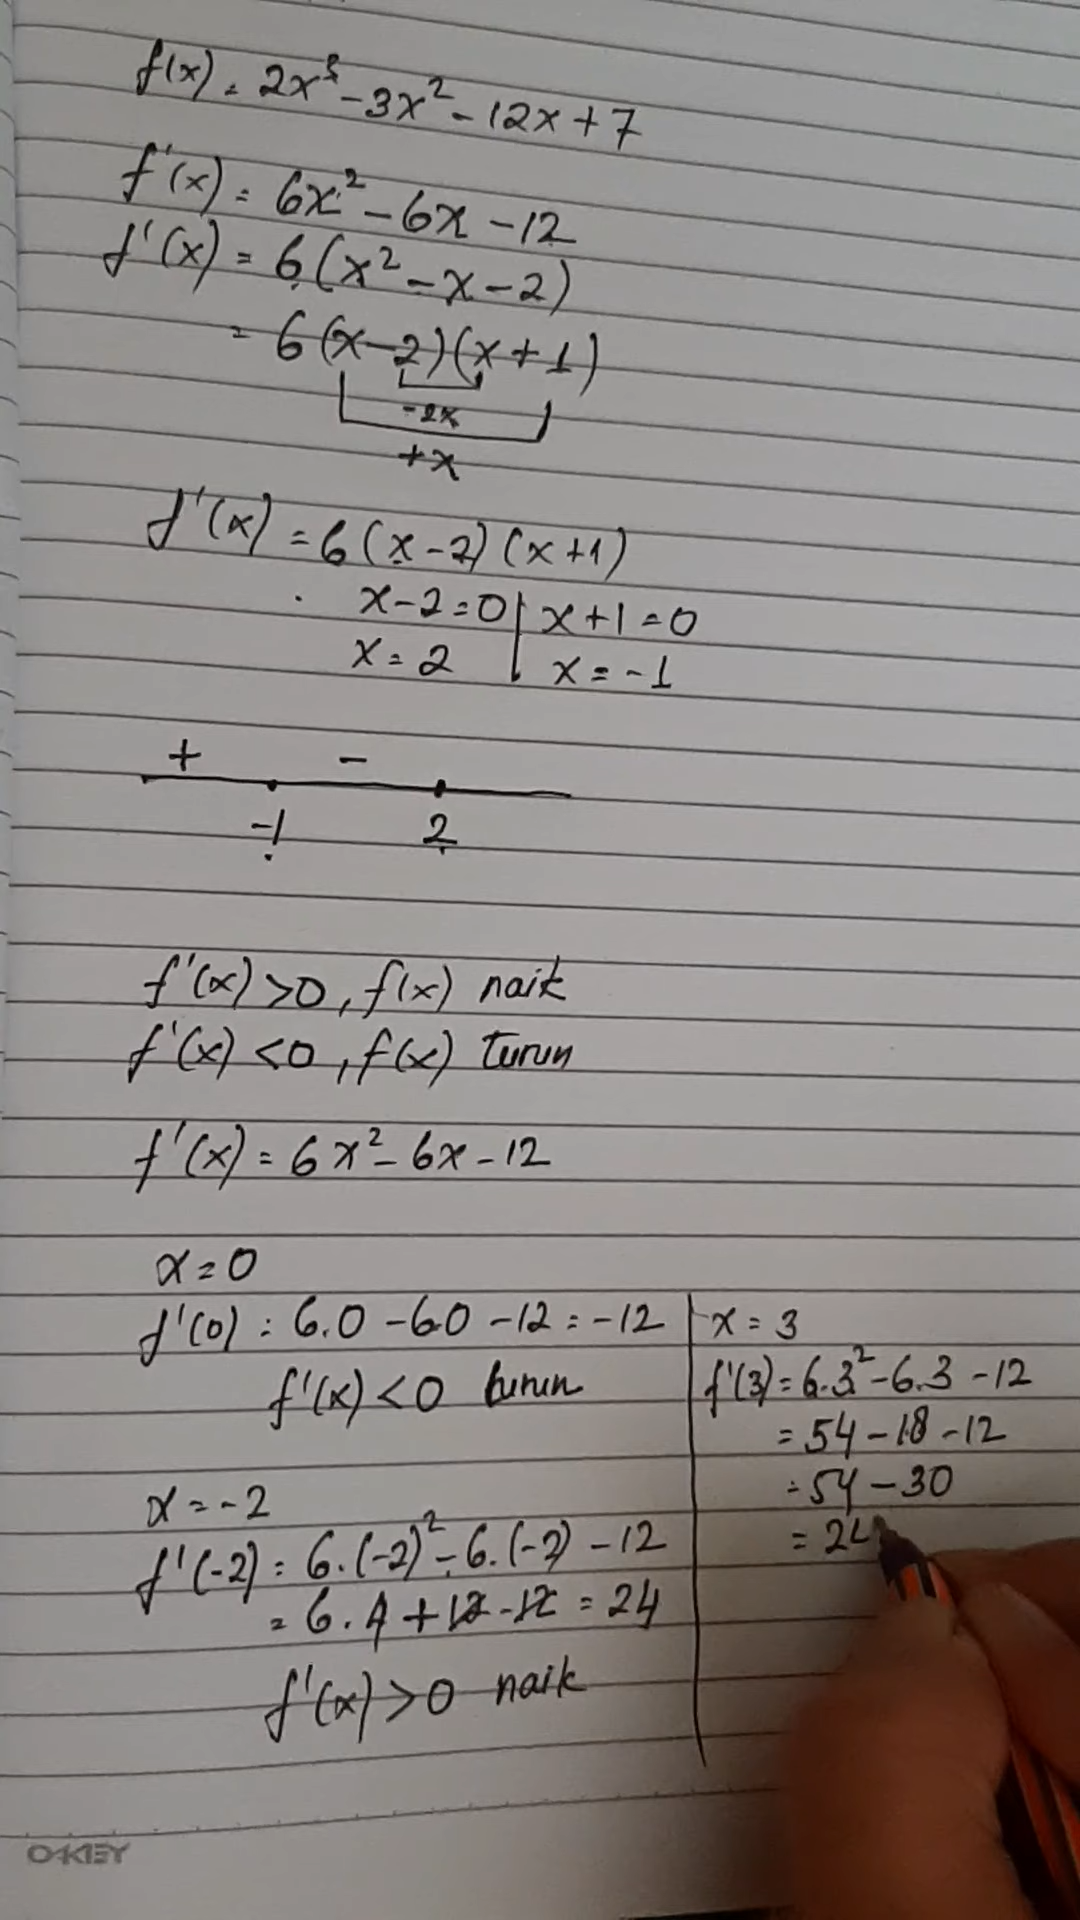 f(x) = 2x³ - 3x² - 12x + 7
f'(x) = 6x² - 6x - 12
f'(x) = 6(x² - x - 2)
= 6(x-2)(x+1)
-2x
+x
f'(x) = 6(x-2)(x+1)
x-2=0 | x+1=0
x=2 | x=-1
+ -
-1 2
f'(x) >0, f(x) naik
f'(x) <0, f(x) turun
f'(x) = 6x² - 6x - 12
x=0
f'(0) = 6.0 - 6.0 - 12 = -12
f'(x) < 0 turun
x = -2
f'(-2) = 6.(-2)² - 6.(-2) - 12
= 6.4 + 12 - 12 = 24
f'(x) > 0 naik
x = 3
f'(3) = 6.3² - 6.3 - 12
= 54 - 18 - 12
= 54 - 30
= 24
OKEY